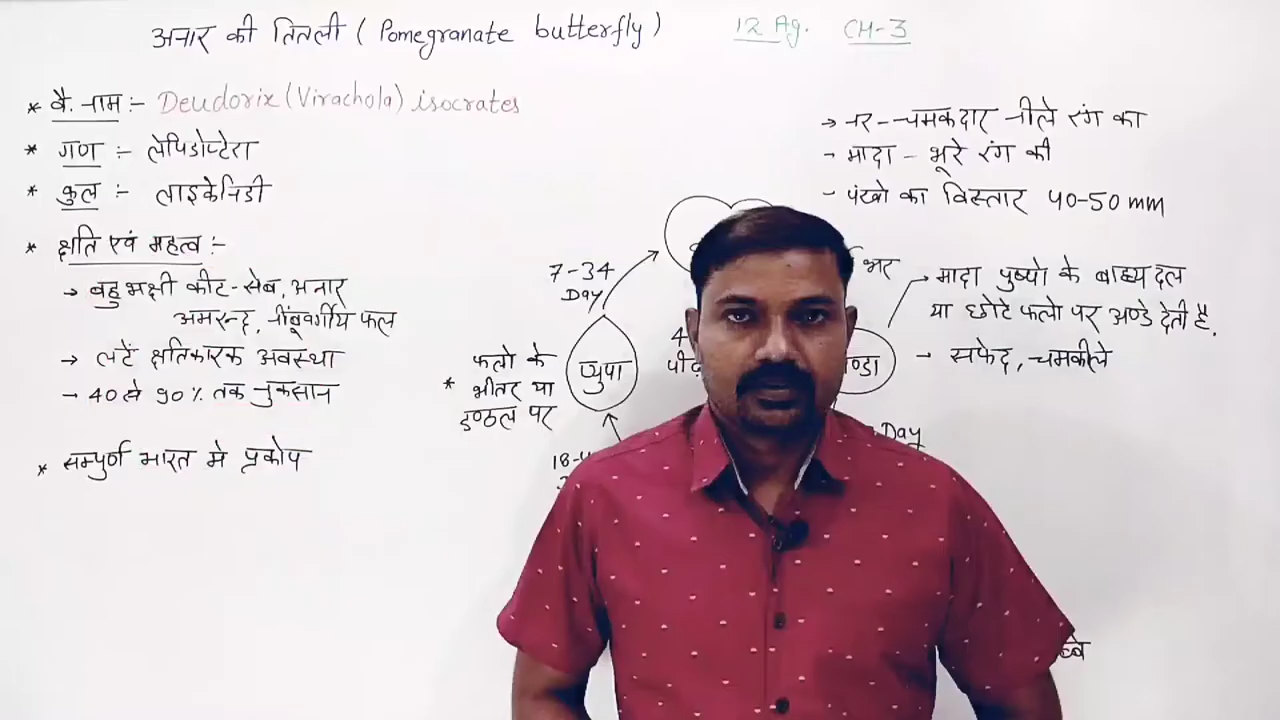 अनार की तितली ( Pomegranate butterfly )
12 Ag. CH-3
* वै. नाम :- Deudorix (Virachola) isocrates
* गण :- लेपिडोप्टेरा
* कुल :- लाइकेनिडी
* क्षति एवं महत्व :-
→ बहुभक्षी कीट - सेब, अनार
अमरूद, नींबूवर्गीय फल
→ लटें क्षतिकारक अवस्था
→ 40 से 90 % तक नुकसान
* सम्पुर्ण भारत मे प्रकोप
→ नर - चमकदार नीले रंग का
- मादा - भूरे रंग की
- पंखो का विस्तार 40-50 mm
7-34
Day
भर
→ मादा पुष्पो के बाह्य दल
या छोटे फलो पर अण्डे देती है.
- सफेद, चमकीले
प्युपा
* फलो के
भीतर या
डण्ठल पर
Day
18-